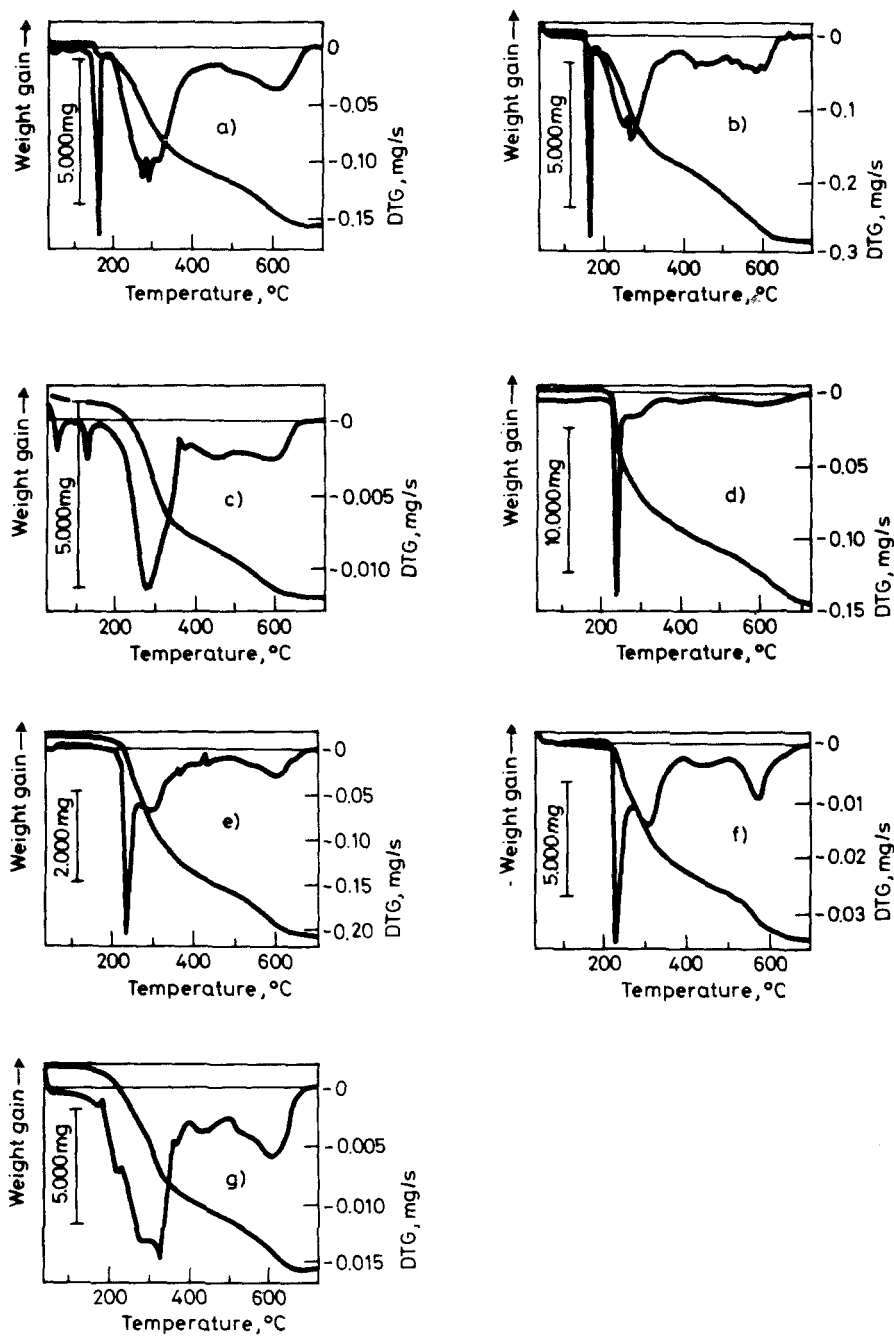 Weight gain →
5.000mg
a)
0
-0.05
-0.10
-0.15
DTG, mg/s
200 400 600
Temperature, °C
Weight gain →
5.000mg
b)
0
-0.1
-0.2
-0.3
DTG, mg/s
200 400 600
Temperature, °C
Weight gain →
5.000mg
c)
0
-0.005
-0.010
DTG, mg/s
200 400 600
Temperature, °C
Weight gain →
10.000mg
d)
0
-0.05
-0.10
-0.15
DTG, mg/s
200 400 600
Temperature, °C
Weight gain →
2.000mg
e)
0
-0.05
-0.10
-0.15
-0.20
DTG, mg/s
200 400 600
Temperature, °C
Weight gain →
5.000mg
f)
0
-0.01
-0.02
-0.03
DTG, mg/s
200 400 600
Temperature, °C
Weight gain →
5.000mg
g)
0
-0.005
-0.010
-0.015
DTG, mg/s
200 400 600
Temperature, °C